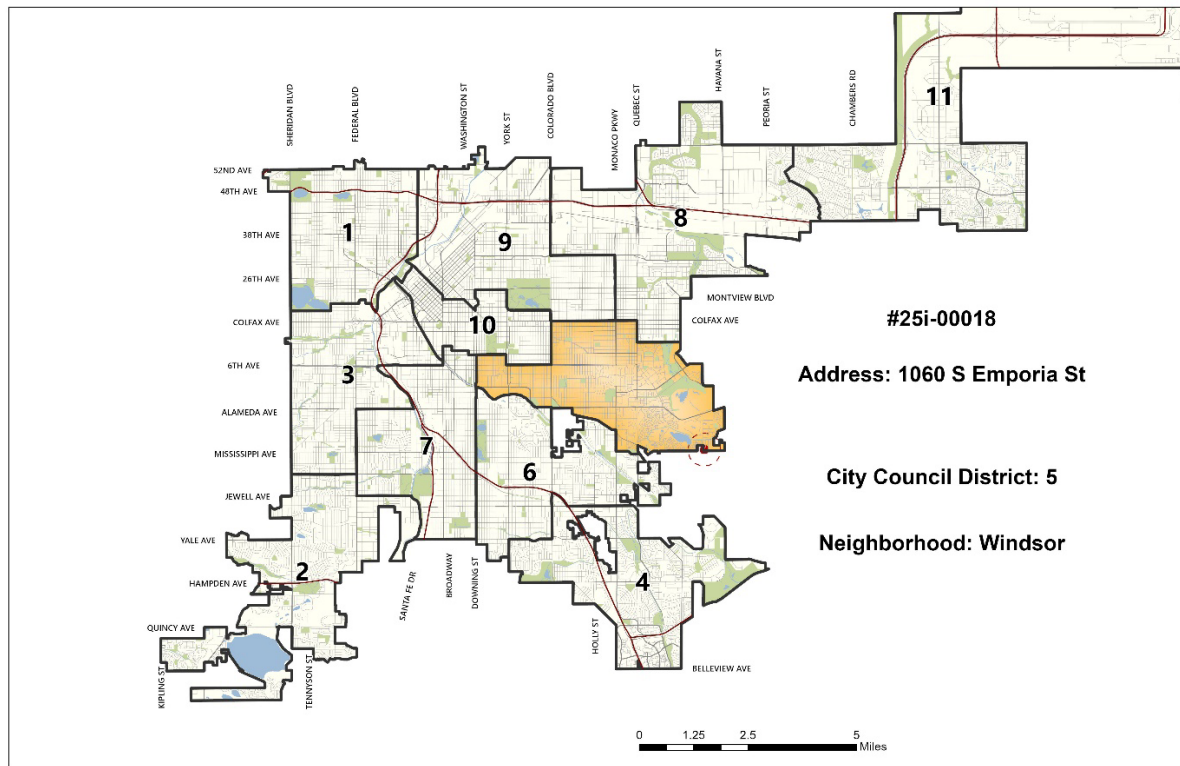 HAVANA ST
WASHINGTON ST
COLORADO BLVD
QUEBEC ST
SHERIDAN BLVD
FEDERAL BLVD
YORK ST
MONACO PKWY
PEORIA ST
CHAMBERS RD
11
52ND AVE
48TH AVE
38TH AVE
26TH AVE
COLFAX AVE
6TH AVE
ALAMEDA AVE
MISSISSIPPI AVE
JEWELL AVE
YALE AVE
HAMPDEN AVE
QUINCY AVE
1
9
8
10
3
7
6
2
4
MONTVIEW BLVD
COLFAX AVE
#25i-00018
Address: 1060 S Emporia St
City Council District: 5
Neighborhood: Windsor
SANTA FE DR
BROADWAY
DOWNING ST
HOLLY ST
BELLEVIEW AVE
KIPLING ST
TENNYSON ST
0 1.25 2.5 5
Miles